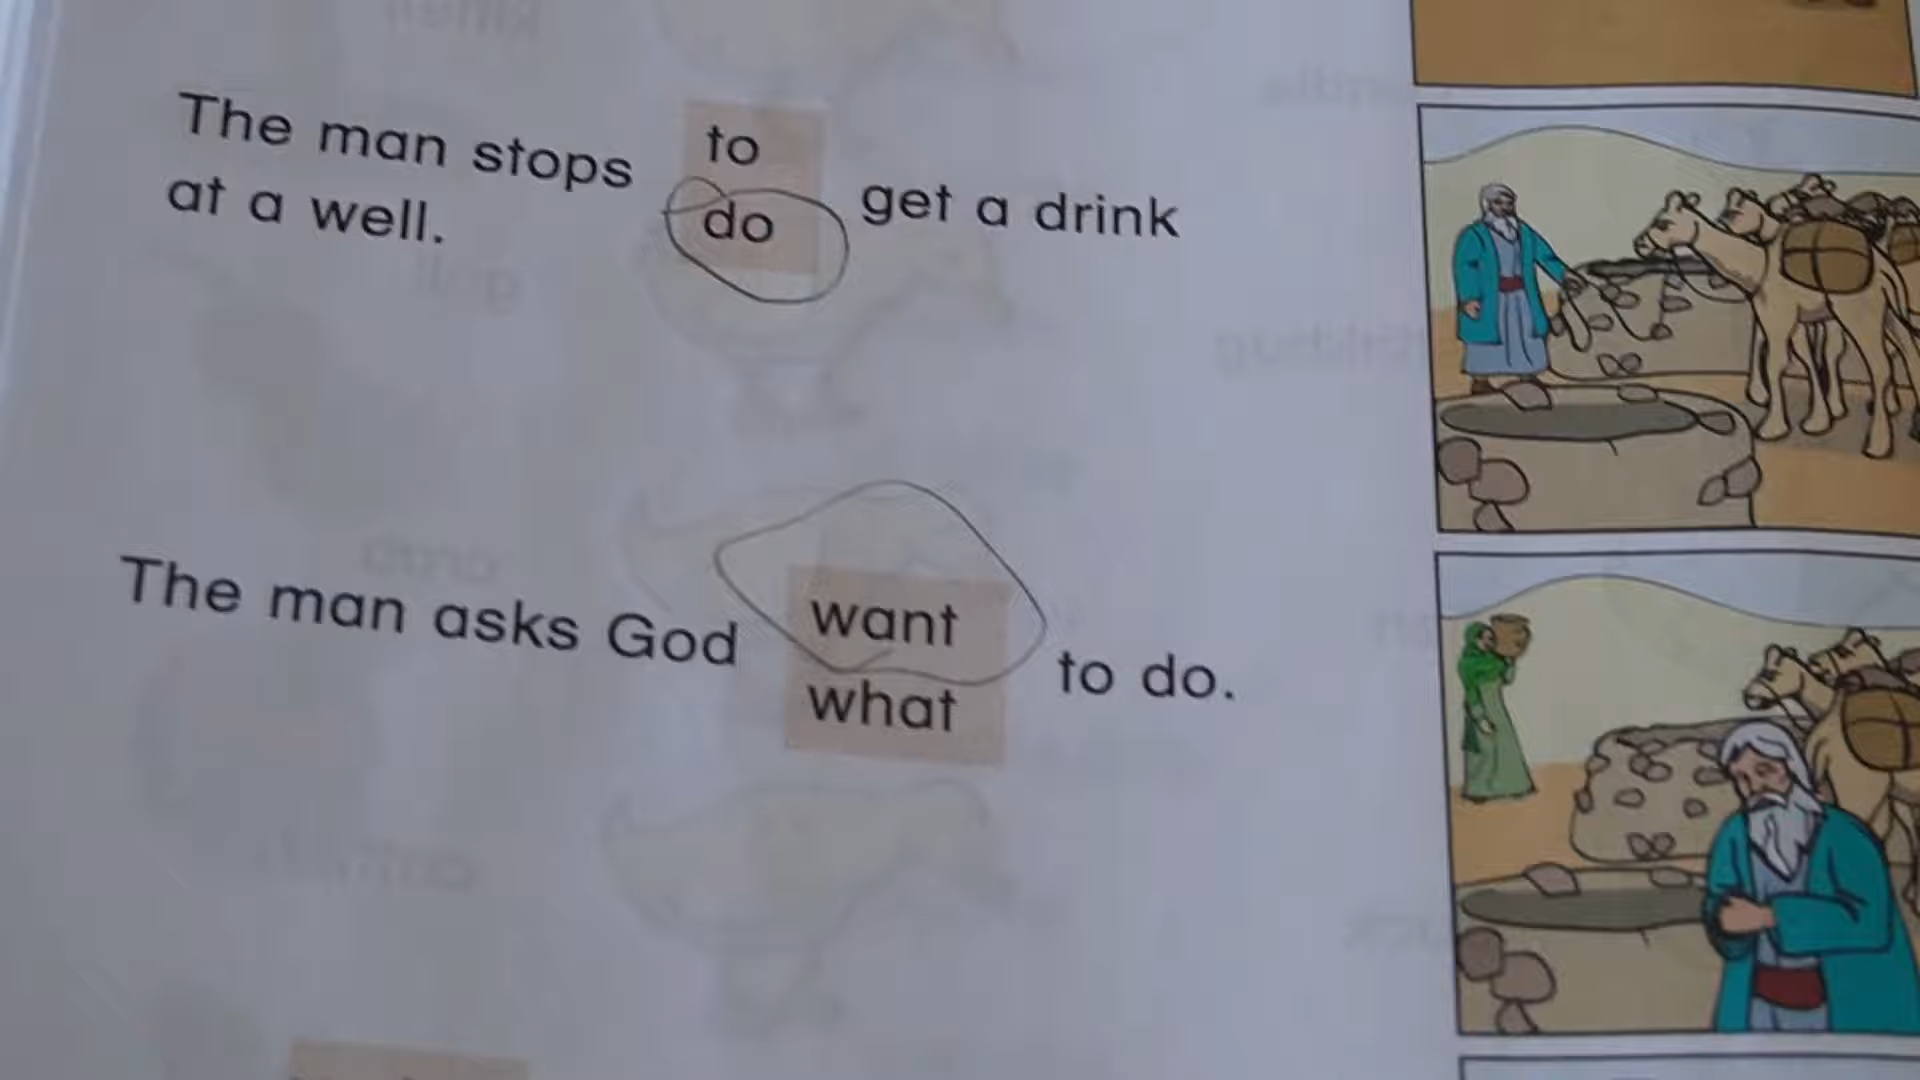 The man stops to get a drink
do
at a well.
The man asks God want to do.
what